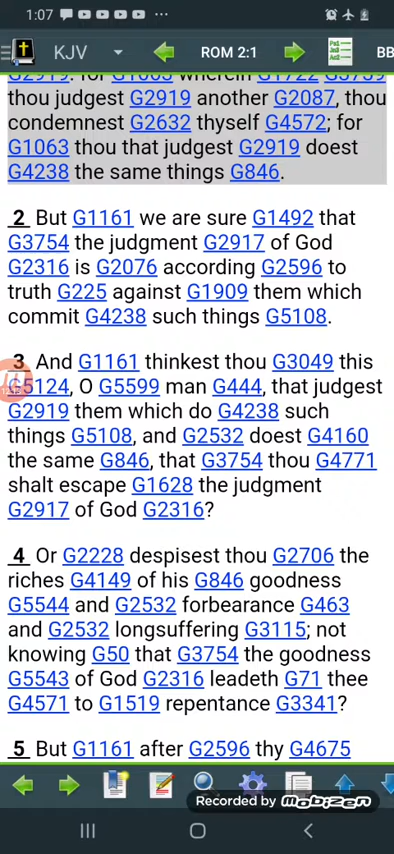 1:07
KJV ROM 2:1 BB
thou judgest G2919 another G2087, thou
condemnest G2632 thyself G4572; for
G1063 thou that judgest G2919 doest
G4238 the same things G846.
2 But G1161 we are sure G1492 that
G3754 the judgment G2917 of God
G2316 is G2076 according G2596 to
truth G225 against G1909 them which
commit G4238 such things G5108.
3 And G1161 thinkest thou G3049 this
G5124, O G5599 man G444, that judgest
G2919 them which do G4238 such
things G5108, and G2532 doest G4160
the same G846, that G3754 thou G4771
shalt escape G1628 the judgment
G2917 of God G2316?
4 Or G2228 despisest thou G2706 the
riches G4149 of his G846 goodness
G5544 and G2532 forbearance G463
and G2532 longsuffering G3115; not
knowing G50 that G3754 the goodness
G5543 of God G2316 leadeth G71 thee
G4571 to G1519 repentance G3341?
5 But G1161 after G2596 thy G4675
Recorded by mobizen